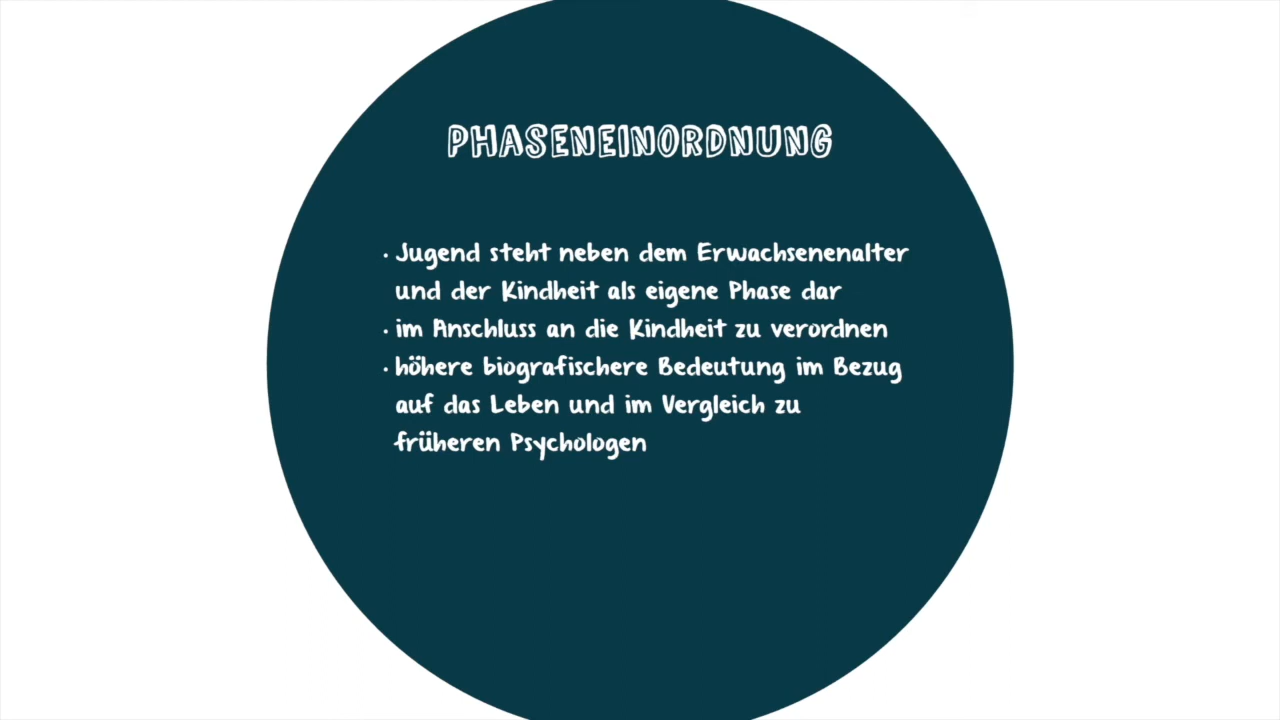 PHASENEINORDNUNG
· Jugend steht neben dem Erwachsenenalter
und der Kindheit als eigene Phase dar
· im Anschluss an die Kindheit zu verordnen
· höhere biografischere Bedeutung im Bezug
auf das Leben und im Vergleich zu
früheren Psychologen